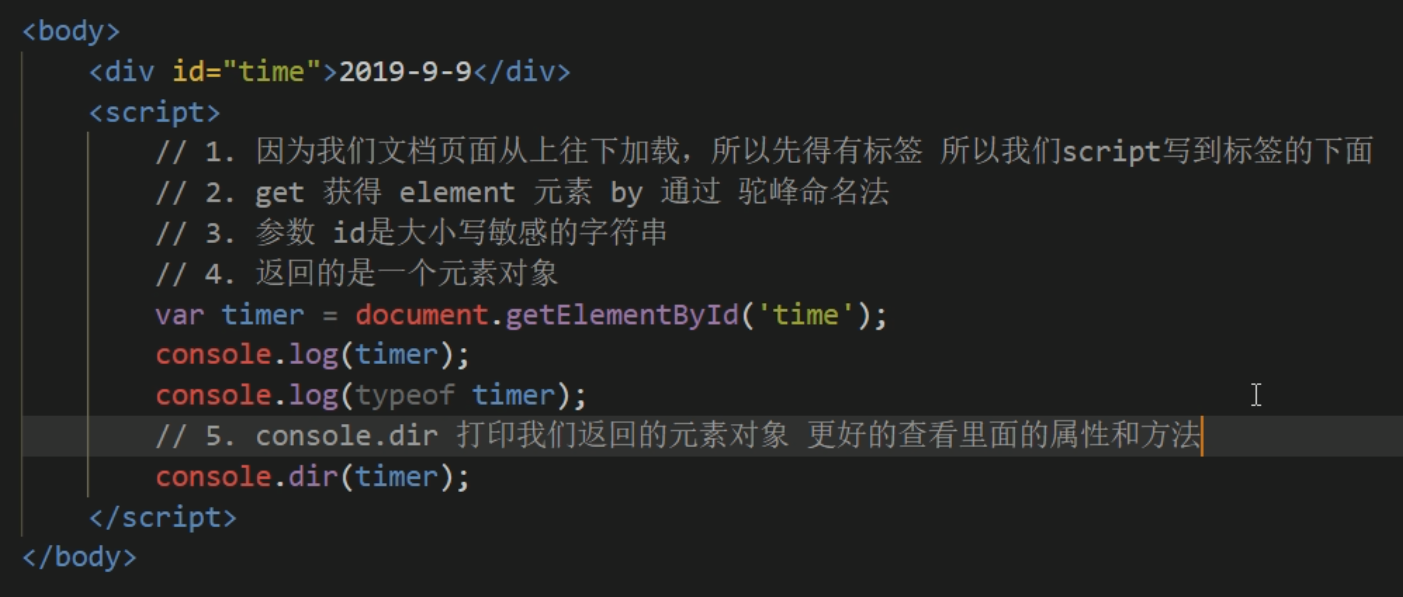 <body>
<div id="time">2019-9-9</div>
<script>
// 1. 因为我们文档页面从上往下加载，所以先得有标签 所以我们script写到标签的下面
// 2. get 获得 element 元素 by 通过 驼峰命名法
// 3. 参数 id是大小写敏感的字符串
// 4. 返回的是一个元素对象
var timer = document.getElementById('time');
console.log(timer);
console.log(typeof timer);
// 5. console.dir 打印我们返回的元素对象 更好的查看里面的属性和方法
console.dir(timer);
</script>
</body>